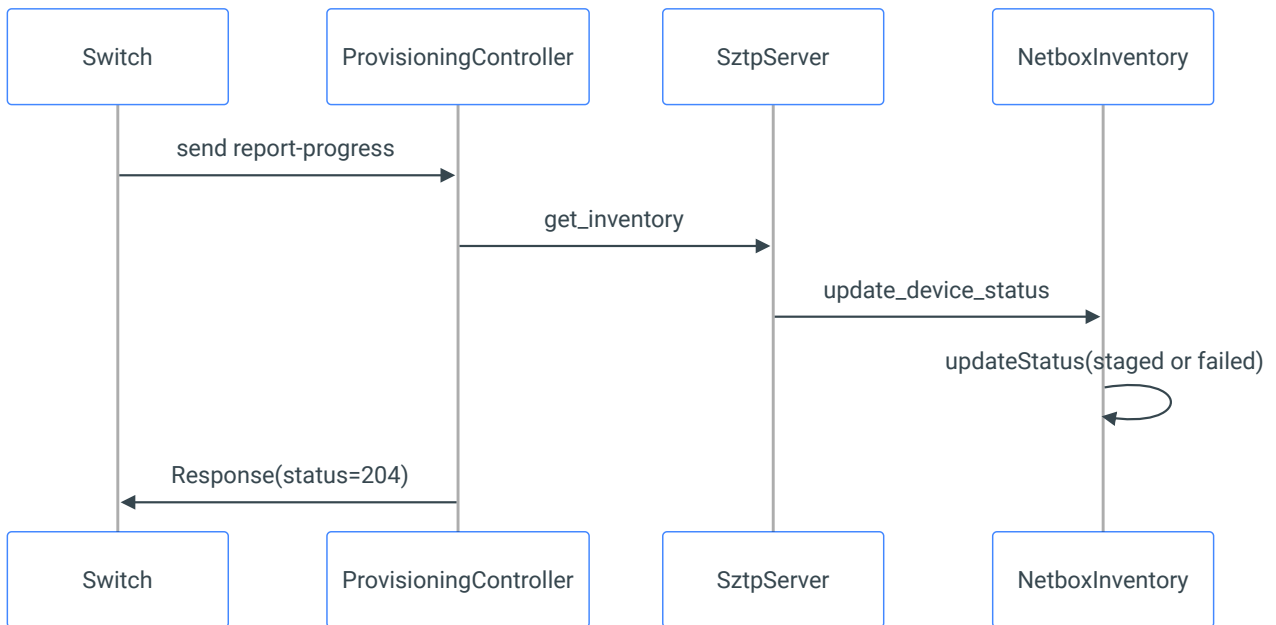 Switch
ProvisioningController
SztpServer
NetboxInventory
send report-progress
get_inventory
update_device_status
updateStatus(staged or failed)
Response(status=204)
Switch
ProvisioningController
SztpServer
NetboxInventory